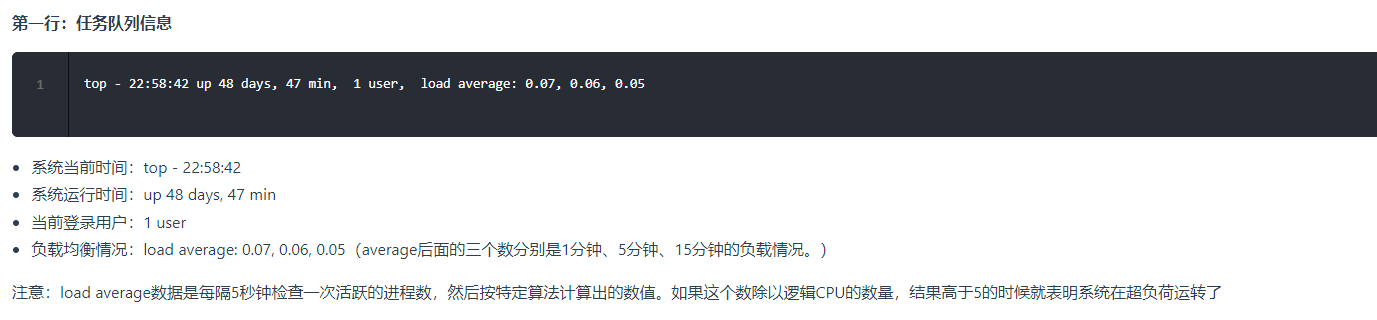 第一行：任务队列信息
1 top - 22:58:42 up 48 days, 47 min,  1 user,  load average: 0.07, 0.06, 0.05
• 系统当前时间：top - 22:58:42
• 系统运行时间：up 48 days, 47 min
• 当前登录用户：1 user
• 负载均衡情况：load average: 0.07, 0.06, 0.05（average后面的三个数分别是1分钟、5分钟、15分钟的负载情况。）
注意：load average数据是每隔5秒钟检查一次活跃的进程数，然后按特定算法计算出的数值。如果这个数除以逻辑CPU的数量，结果高于5的时候就表明系统在超负荷运转了